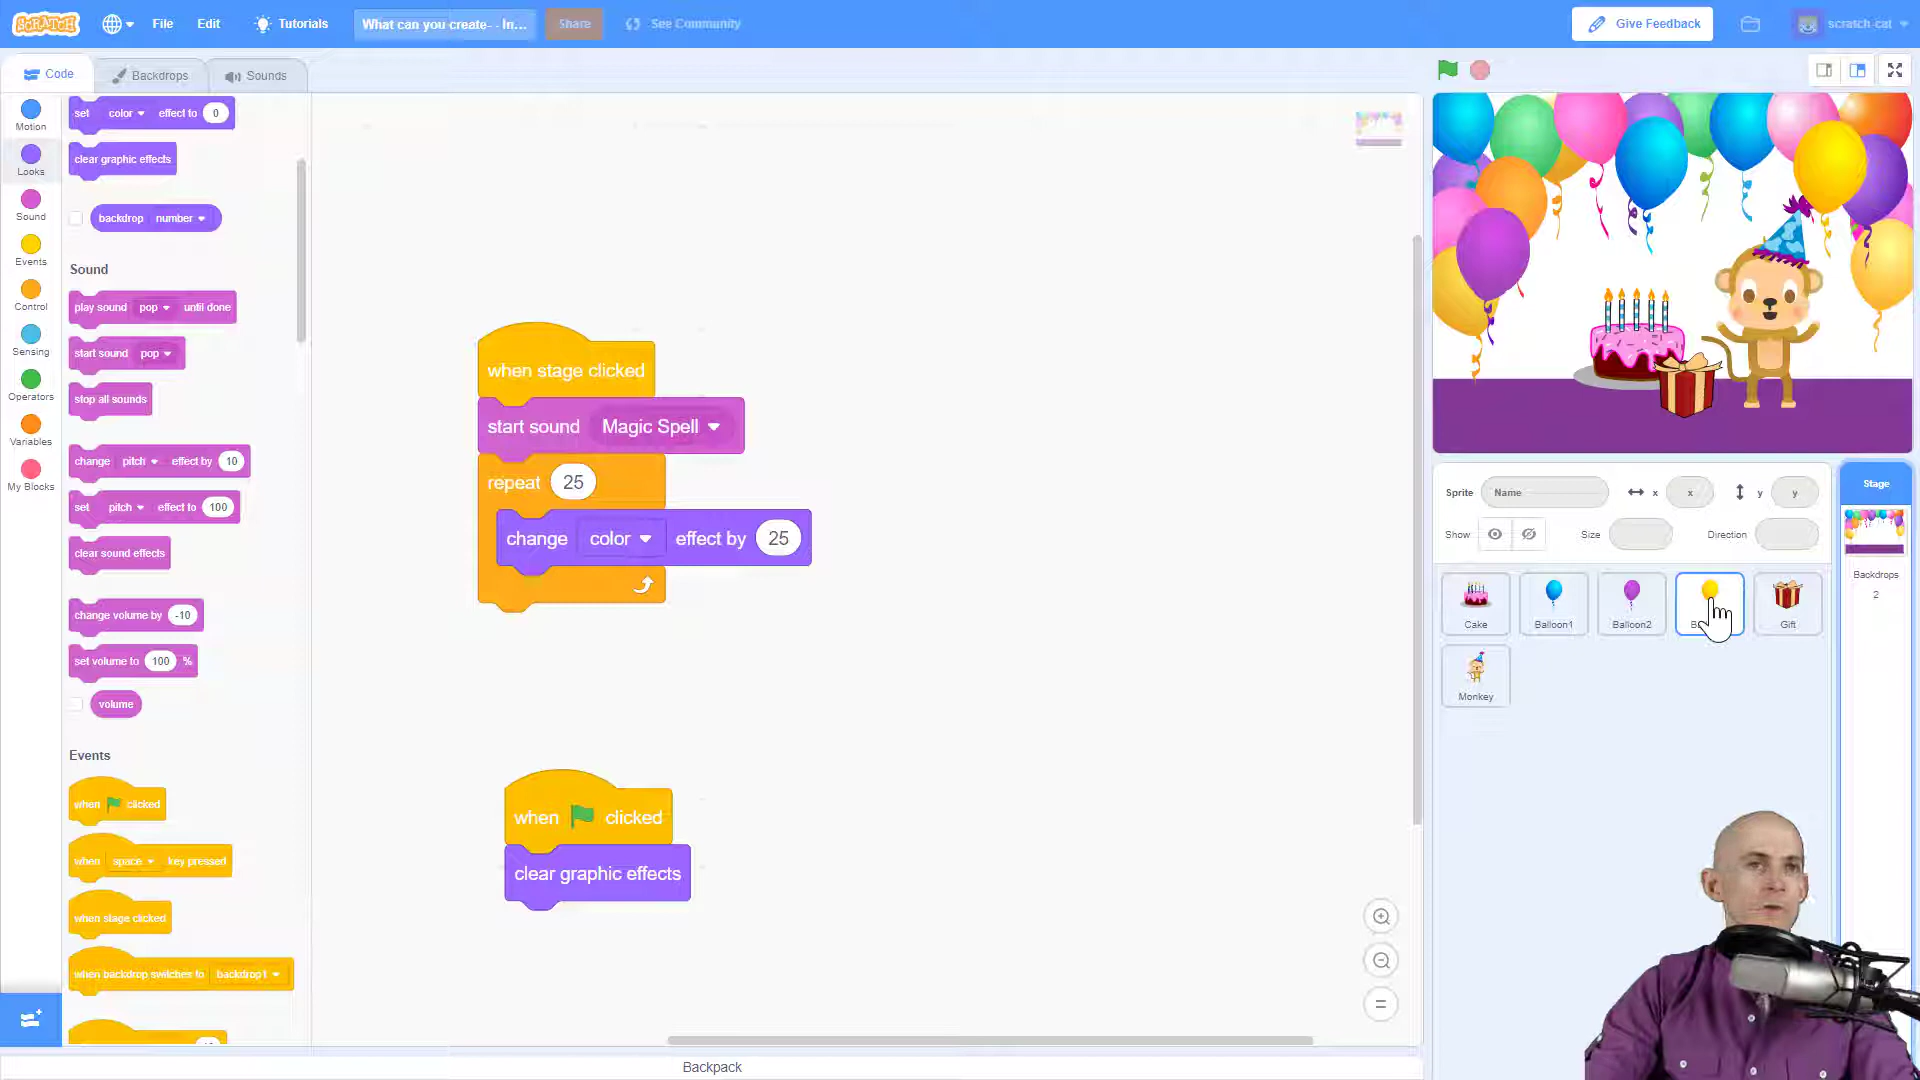 SCRATCH File Edit Tutorials What can you create- - In... Share See Community Give Feedback scratch-cat
Code Backdrops Sounds
Motion
Looks
Sound
Events
Control
Sensing
Operators
Variables
My Blocks
set color effect to 0
clear graphic effects
backdrop number
Sound
play sound pop until done
start sound pop
stop all sounds
change pitch effect by 10
set pitch effect to 100
clear sound effects
change volume by -10
set volume to 100 %
volume
Events
when clicked
when space key pressed
when stage clicked
when backdrop switches to backdrop1
when stage clicked
start sound Magic Spell
repeat 25
change color effect by 25
when clicked
clear graphic effects
Sprite Name x x y y
Show Size Direction
Stage
Backdrops
2
Cake Balloon1 Balloon2 Gift
Monkey
Backpack